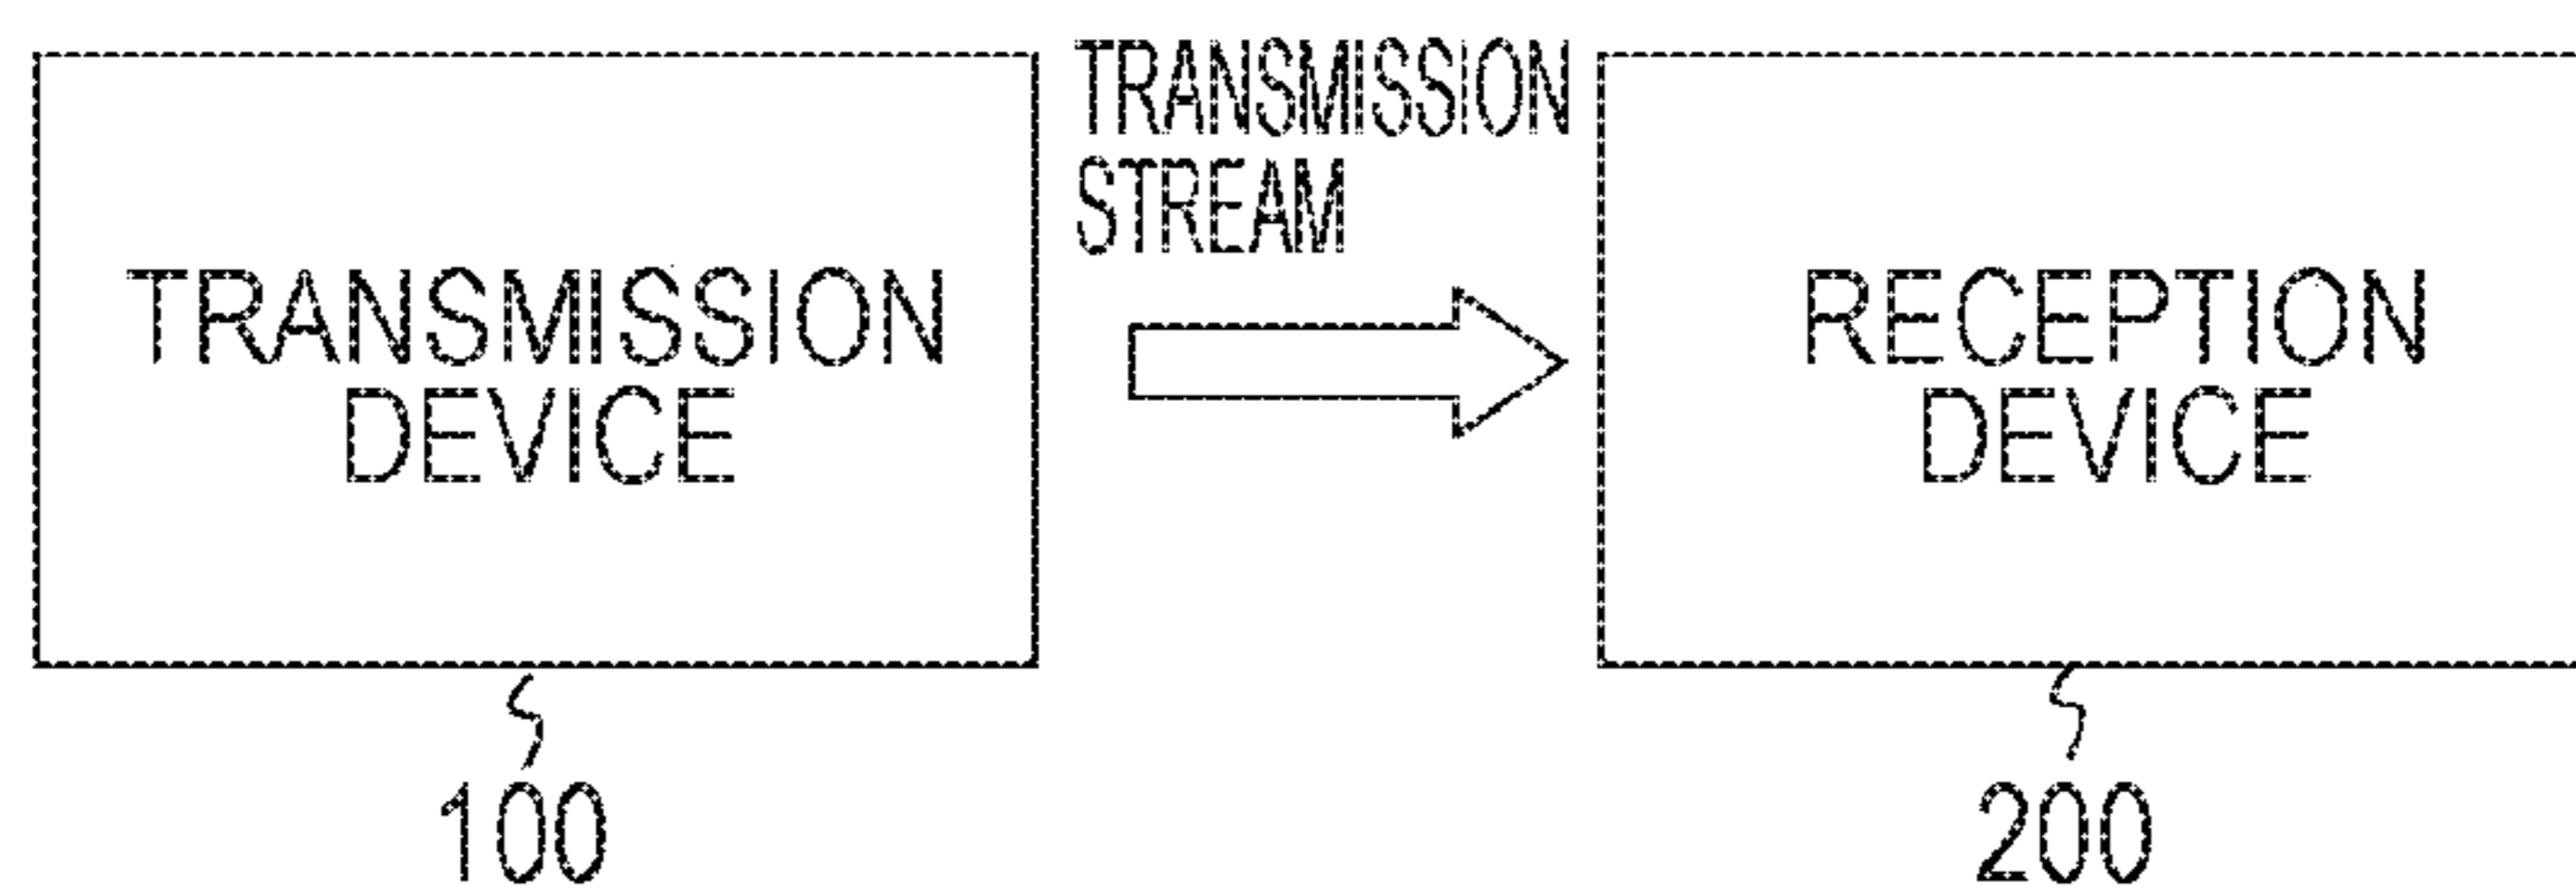 TRANSMISSION
STREAM
TRANSMISSION
DEVICE
RECEPTION
DEVICE
100
200